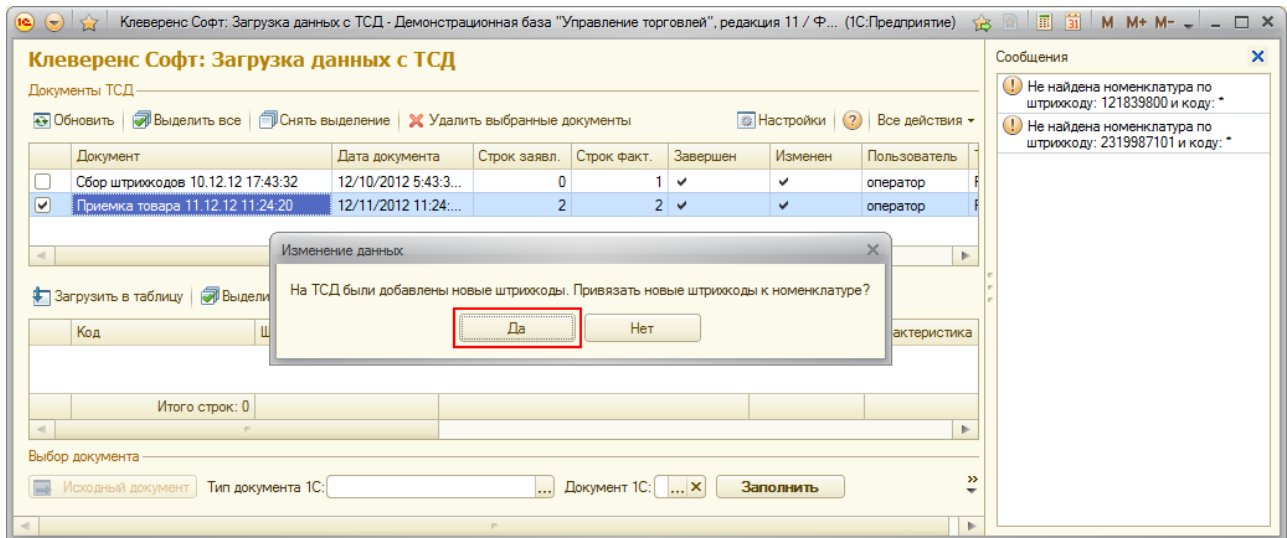 Клеверенс Софт: Загрузка данных с ТСД - Демонстрационная база "Управление торговлей", редакция 11 / Ф... (1С:Предприятие)
M M+ M-
Клеверенс Софт: Загрузка данных с ТСД
Документы ТСД
Обновить Выделить все Снять выделение Удалить выбранные документы Настройки Все действия
Документ Дата документа Строк заявл. Строк факт. Завершен Изменен Пользователь
Сбор штрихкодов 10.12.12 17:43:32 12/10/2012 5:43:3... 0 1 оператор
Приемка товара 11.12.12 11:24:20 12/11/2012 11:24:... 2 2 оператор
Изменение данных
На ТСД были добавлены новые штрихкоды. Привязать новые штрихкоды к номенклатуре?
Да Нет
Загрузить в таблицу Выдели
Код Ш актеристика
Итого строк: 0
Выбор документа
Исходный документ Тип документа 1С: ... Документ 1С: ... Заполнить
Сообщения
Не найдена номенклатура по
штрихкоду: 121839800 и коду: *
Не найдена номенклатура по
штрихкоду: 2319987101 и коду: *